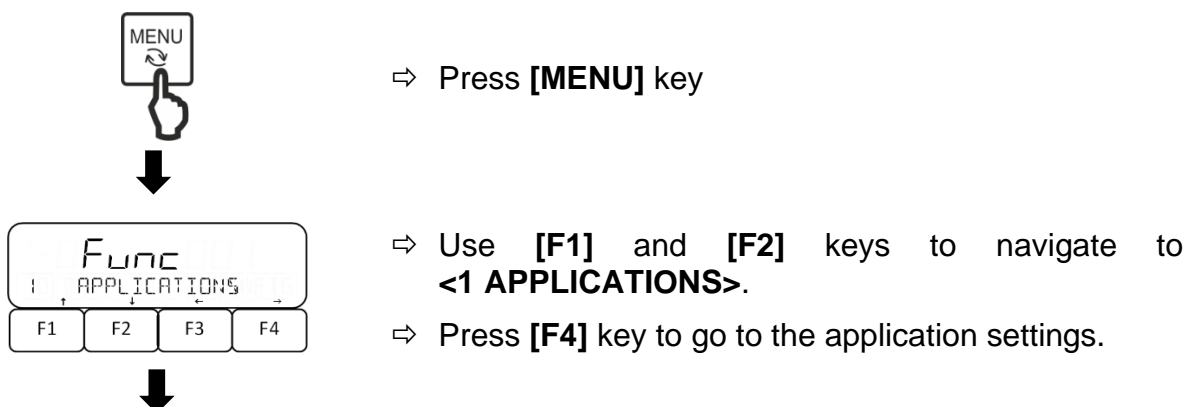 MENU
⇨ Press [MENU] key
Func
1 APPLICATIONS
↑ ↓ ← →
F1 F2 F3 F4
⇨ Use [F1] and [F2] keys to navigate to
<1 APPLICATIONS>.
⇨ Press [F4] key to go to the application settings.